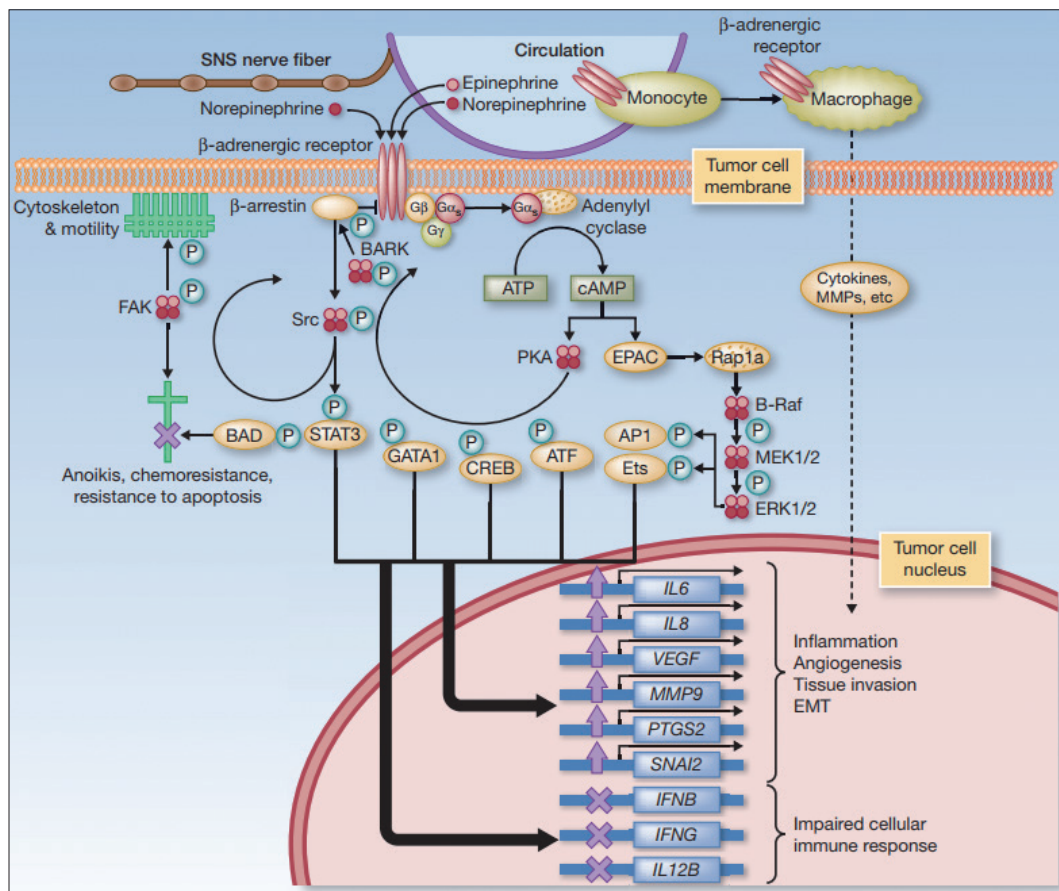 β-adrenergic
receptor
SNS nerve fiber
Circulation
Epinephrine
Norepinephrine
Norepinephrine
Monocyte
Macrophage
β-adrenergic receptor
Tumor cell
membrane
Cytoskeleton
& motility
β-arrestin
Gβ
Gαs
Gαs
Gγ
Adenylyl
cyclase
P
P
BARK
P
P
FAK
Src
P
ATP
cAMP
Cytokines,
MMPs, etc
PKA
EPAC
Rap1a
B-Raf
P
P
MEK1/2
P
ERK1/2
P
BAD
P
STAT3
P
GATA1
P
CREB
P
ATF
AP1
P
Ets
P
Anoikis, chemoresistance,
resistance to apoptosis
Tumor cell
nucleus
IL6
IL8
VEGF
MMP9
PTGS2
SNAI2
Inflammation
Angiogenesis
Tissue invasion
EMT
IFNB
IFNG
IL12B
Impaired cellular
immune response